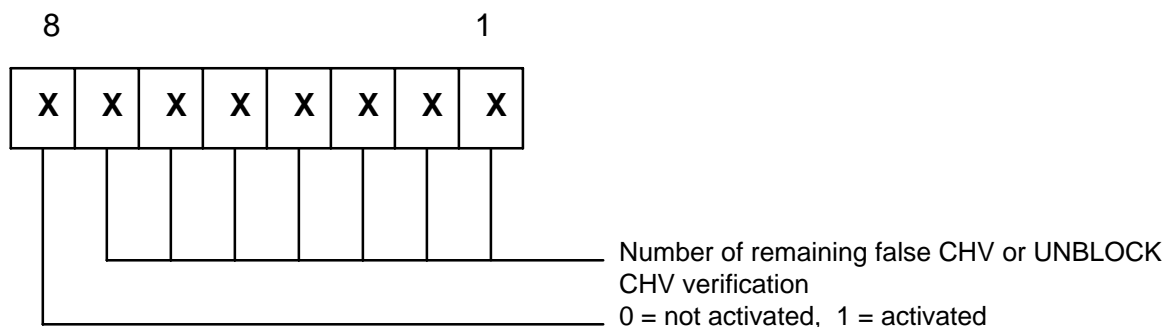 8 1
X X X X X X X X
Number of remaining false CHV or UNBLOCK
CHV verification
0 = not activated, 1 = activated